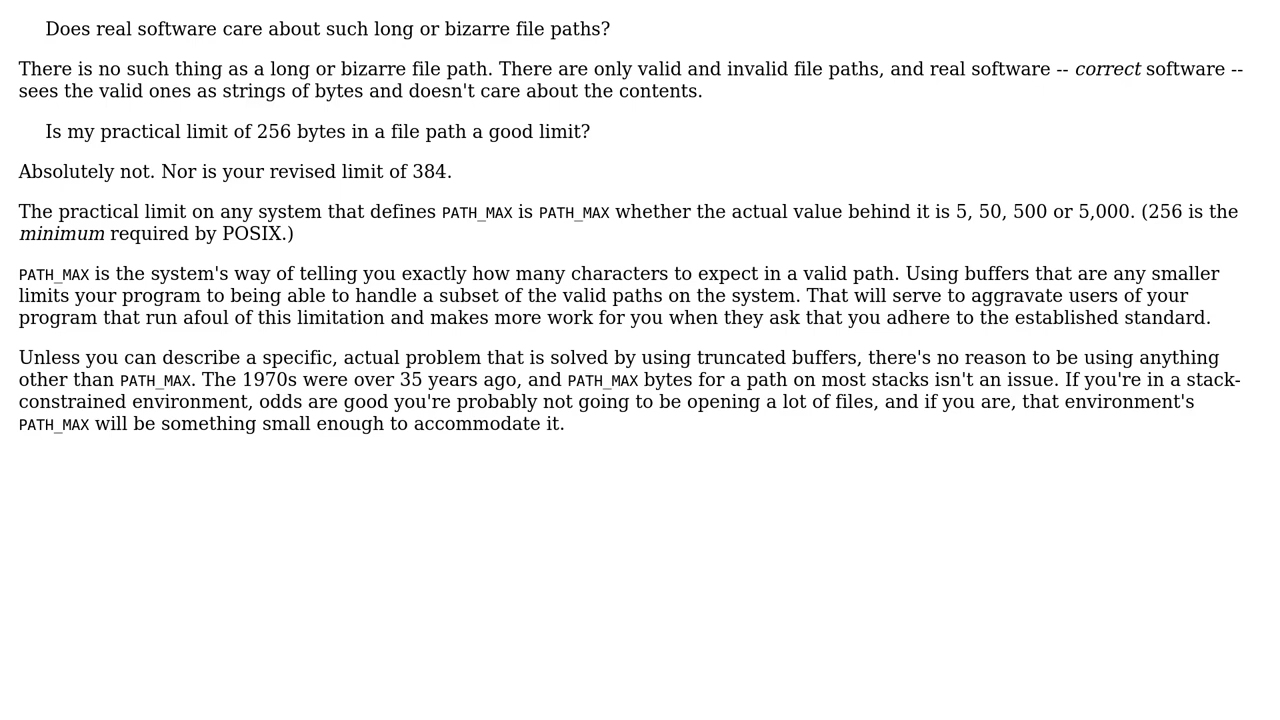 Does real software care about such long or bizarre file paths?
There is no such thing as a long or bizarre file path. There are only valid and invalid file paths, and real software -- correct software --
sees the valid ones as strings of bytes and doesn't care about the contents.
Is my practical limit of 256 bytes in a file path a good limit?
Absolutely not. Nor is your revised limit of 384.
The practical limit on any system that defines PATH_MAX is PATH_MAX whether the actual value behind it is 5, 50, 500 or 5,000. (256 is the
minimum required by POSIX.)
PATH_MAX is the system's way of telling you exactly how many characters to expect in a valid path. Using buffers that are any smaller
limits your program to being able to handle a subset of the valid paths on the system. That will serve to aggravate users of your
program that run afoul of this limitation and makes more work for you when they ask that you adhere to the established standard.
Unless you can describe a specific, actual problem that is solved by using truncated buffers, there's no reason to be using anything
other than PATH_MAX. The 1970s were over 35 years ago, and PATH_MAX bytes for a path on most stacks isn't an issue. If you're in a stack-
constrained environment, odds are good you're probably not going to be opening a lot of files, and if you are, that environment's
PATH_MAX will be something small enough to accommodate it.